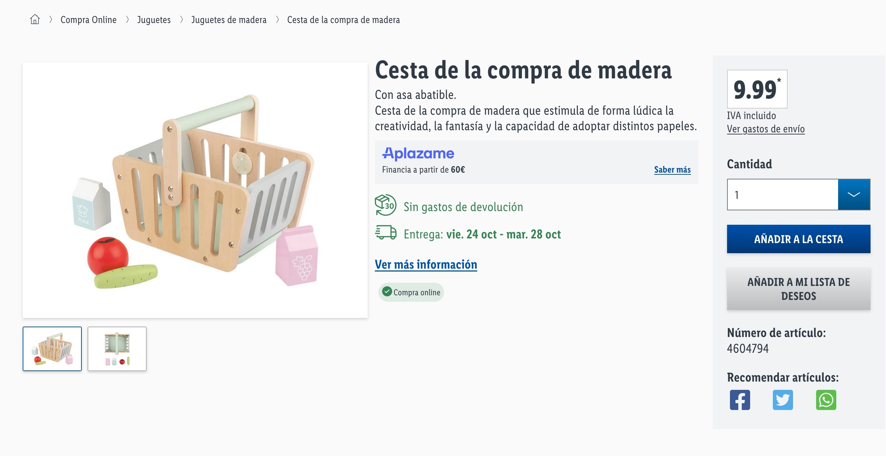 Compra Online > Juguetes > Juguetes de madera > Cesta de la compra de madera
Cesta de la compra de madera
Con asa abatible.
Cesta de la compra de madera que estimula de forma lúdica la
creatividad, la fantasía y la capacidad de adoptar distintos papeles.
Aplazame
Financia a partir de 60€ Saber más
30 Sin gastos de devolución
Entrega: vie. 24 oct - mar. 28 oct
Ver más información
Compra online
9.99*
IVA incluido
Ver gastos de envío
Cantidad
1
AÑADIR A LA CESTA
AÑADIR A MI LISTA DE
DESEOS
Número de artículo:
4604794
Recomendar artículos: